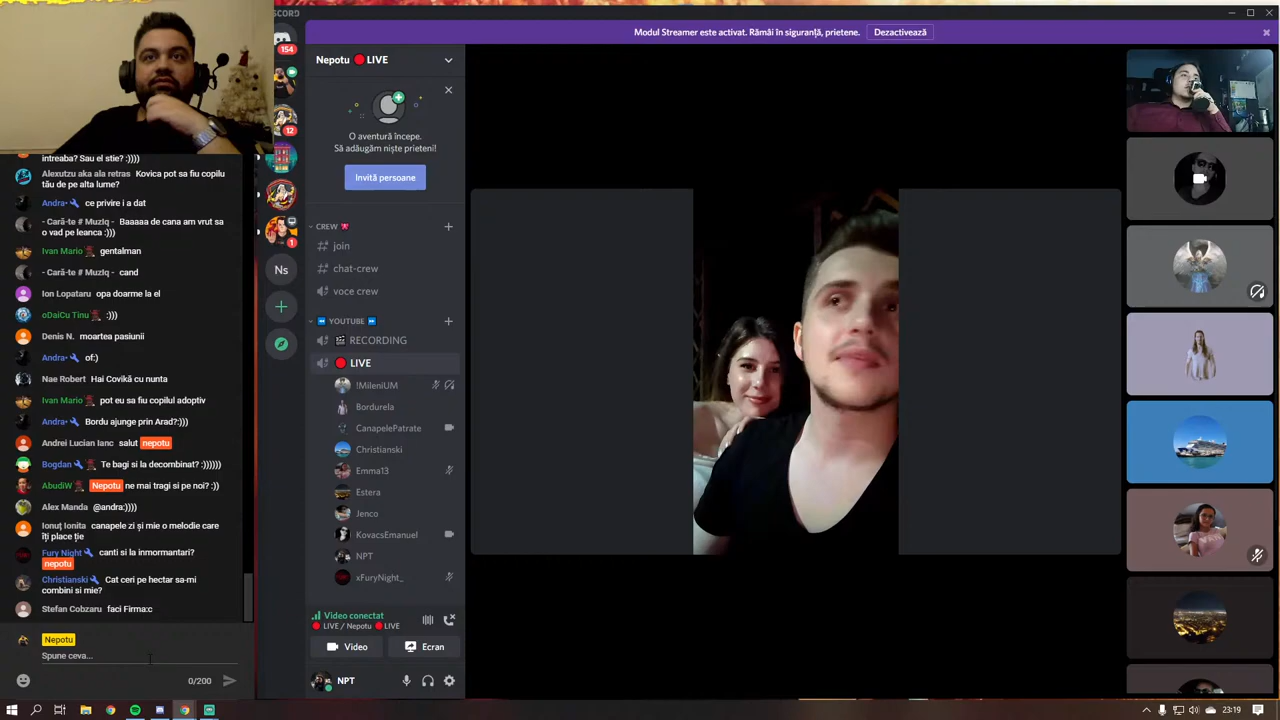 SCORD
Modul Streamer este activat. Rămâi în siguranță, prietene.
Dezactivează
154
12
1
Ns
Nepotu 🔴 LIVE
O aventură începe.
Să adăugăm niște prieteni!
Invită persoane
CREW
join
chat-crew
voce crew
YOUTUBE
RECORDING
🔴 LIVE
!MileniUM
Bordurela
CanapelePatrate
Christianski
Emma13
Estera
Jenco
KovacsEmanuel
NPT
xFuryNight_
Video conectat
🔴 LIVE / Nepotu 🔴 LIVE
Video
Ecran
NPT
intreaba? Sau el stie? :))))
Alexutzu aka ala retras Kovica pot sa fiu copilu
tău de pe alta lume?
Andra• ce privire i a dat
- Cară-te # MuzIq - Baaaaa de cana am vrut sa
o vad pe leanca :)))
Ivan Mario gentalman
- Cară-te # MuzIq - cand
Ion Lopataru opa doarme la el
oDaiCu Tinu :)))
Denis N. moartea pasiunii
Andra• of:)
Nae Robert Hai Covikă cu nunta
Ivan Mario pot eu sa fiu copilul adoptiv
Andra• Bordu ajunge prin Arad?:)))
Andrei Lucian Ianc salut nepotu
Bogdan Te bagi si la decombinat? :))))))
AbudiW Nepotu ne mai tragi si pe noi? :))
Alex Manda @andra:))))
Ionuț Ionita canapele zi și mie o melodie care
îți place ție
Fury Night canti si la inmormantari?
nepotu
Christianski Cat ceri pe hectar sa-mi
combini si mie?
Stefan Cobzaru faci Firma:c
Nepotu
Spune ceva...
0/200
23:19